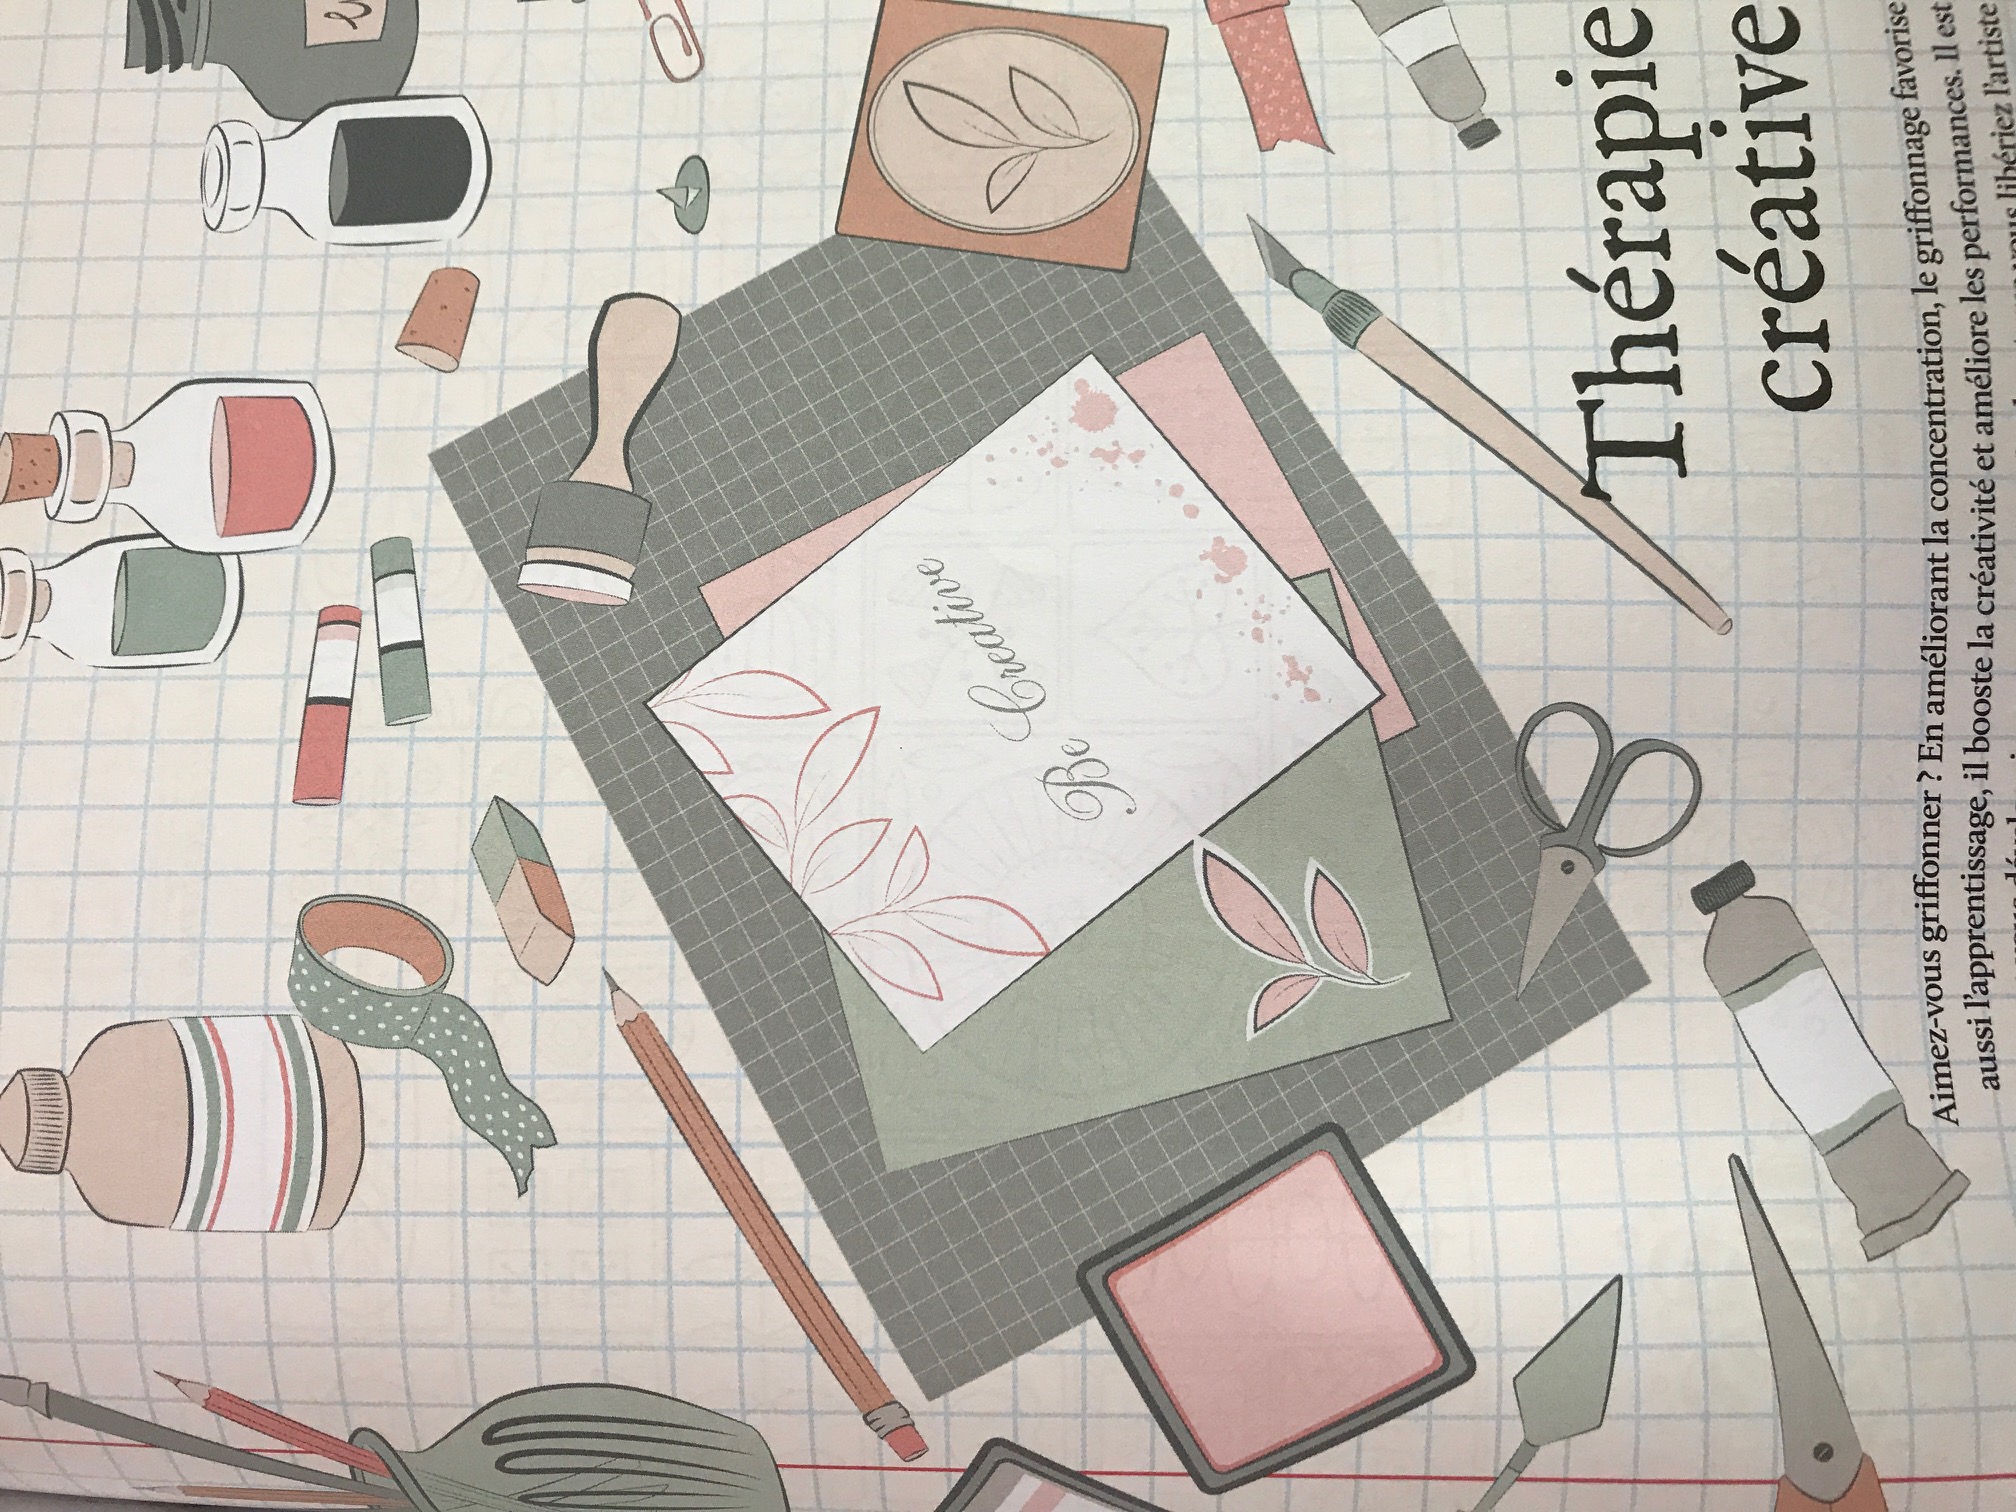 Be
Creative
Thérapie
créative
Aimez-vous griffonner ? En améliorant la concentration, le griffonnage favorise
aussi l'apprentissage, il booste la créativité et améliore les performances. Il est
vous libériez l'artiste